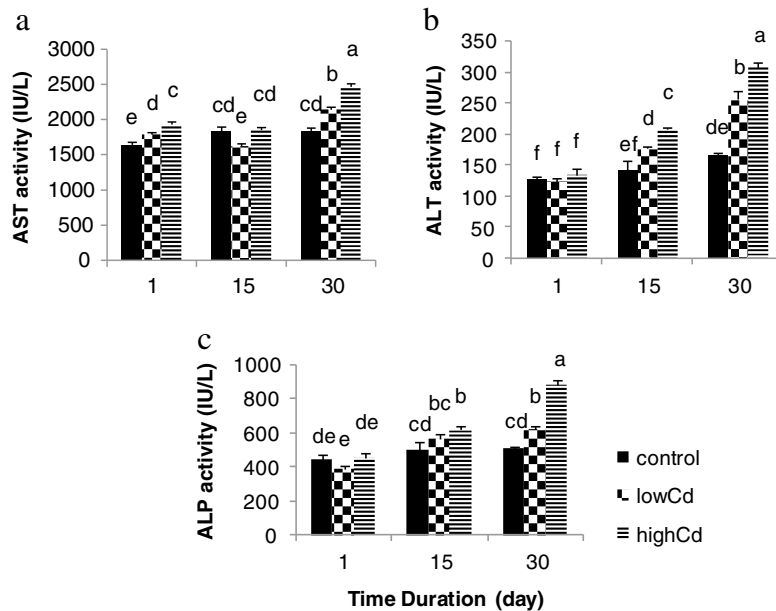 a
AST activity (IU/L)
3000
2500
2000
1500
1000
500
0
e d c
cd e cd
cd b a
1 15 30
b
ALT activity (IU/L)
350
300
250
200
150
100
50
0
f f f
ef d c
de b a
1 15 30
c
ALP activity (IU/L)
1000
800
600
400
200
0
de e de
cd bc b
cd b a
1 15 30
Time Duration (day)
control
lowCd
highCd